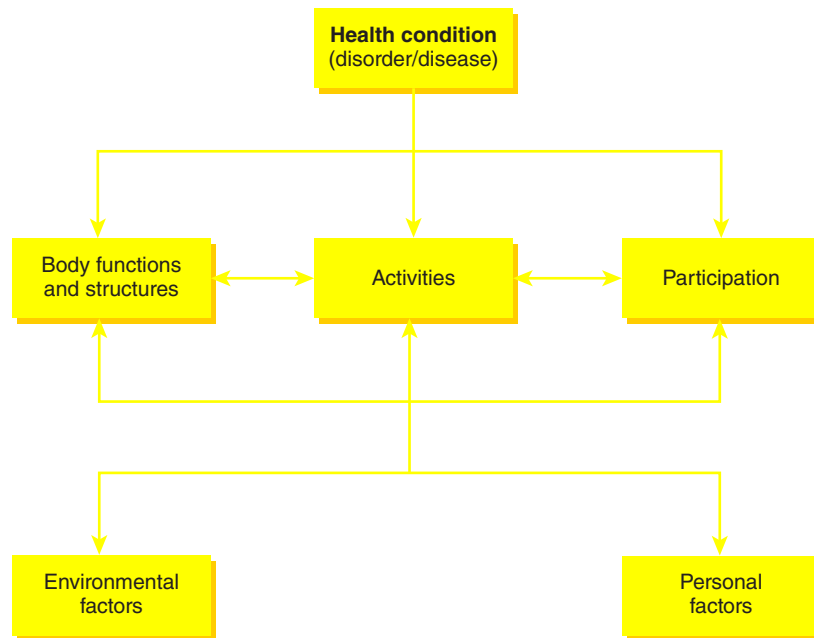 Health condition
(disorder/disease)
Body functions
and structures
Activities
Participation
Environmental
factors
Personal
factors